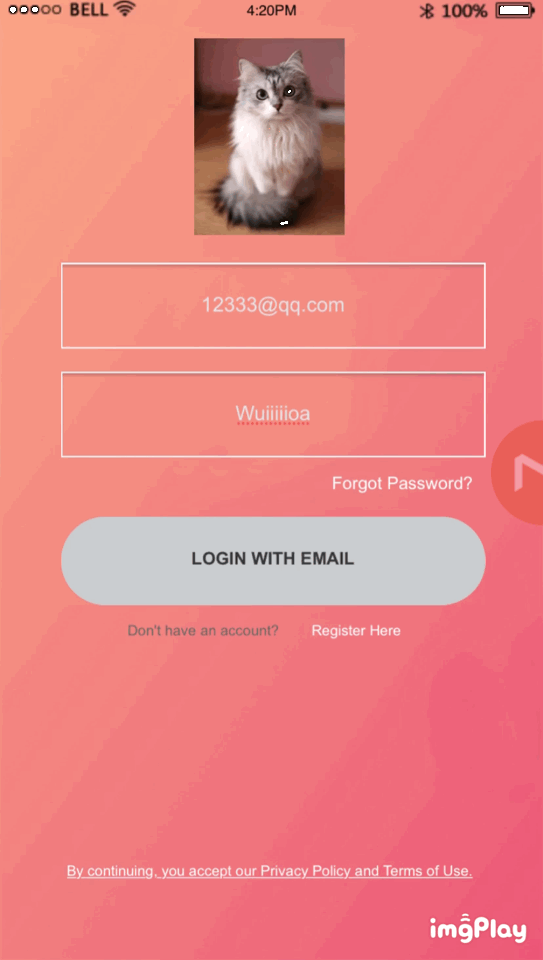 BELL 4:20PM 100%
12333@qq.com
Wuiiiiioa
Forgot Password?
LOGIN WITH EMAIL
Don't have an account? Register Here
By continuing, you accept our Privacy Policy and Terms of Use.
imgPlay